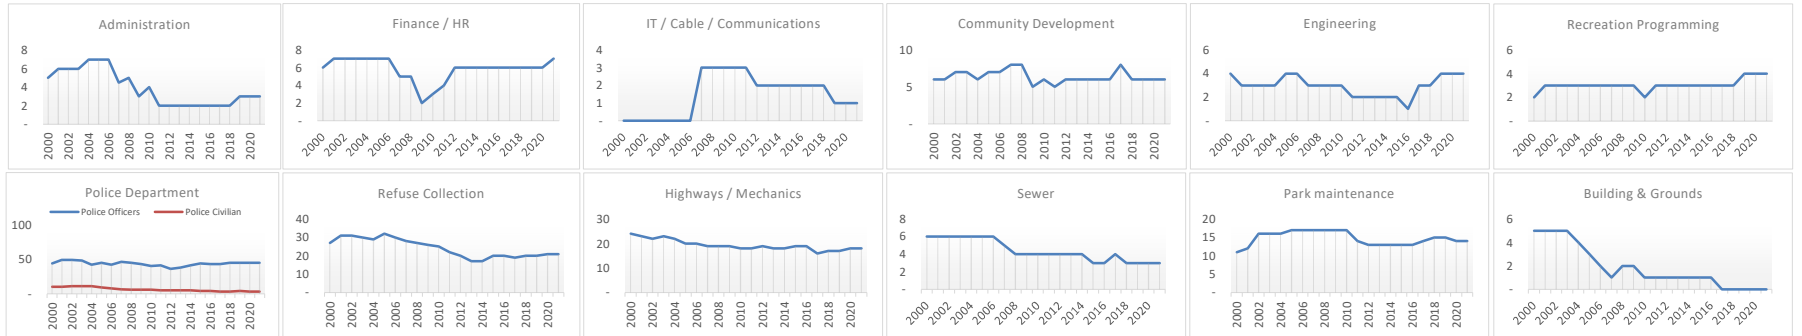 Administration
8
6
4
2
-
2000 2002 2004 2006 2008 2010 2012 2014 2016 2018 2020
Finance / HR
8
6
4
2
-
2000 2002 2004 2006 2008 2010 2012 2014 2016 2018 2020
IT / Cable / Communications
4
3
2
1
-
2000 2002 2004 2006 2008 2010 2012 2014 2016 2018 2020
Community Development
10
5
-
2000 2002 2004 2006 2008 2010 2012 2014 2016 2018 2020
Engineering
6
4
2
-
2000 2002 2004 2006 2008 2010 2012 2014 2016 2018 2020
Recreation Programming
6
4
2
-
2000 2002 2004 2006 2008 2010 2012 2014 2016 2018 2020
Police Department
Police Officers Police Civilian
100
50
-
2000 2002 2004 2006 2008 2010 2012 2014 2016 2018 2020
Refuse Collection
40
30
20
10
-
2000 2002 2004 2006 2008 2010 2012 2014 2016 2018 2020
Highways / Mechanics
30
20
10
-
2000 2002 2004 2006 2008 2010 2012 2014 2016 2018 2020
Sewer
8
6
4
2
-
2000 2002 2004 2006 2008 2010 2012 2014 2016 2018 2020
Park maintenance
20
15
10
5
-
2000 2002 2004 2006 2008 2010 2012 2014 2016 2018 2020
Building & Grounds
6
4
2
-
2000 2002 2004 2006 2008 2010 2012 2014 2016 2018 2020